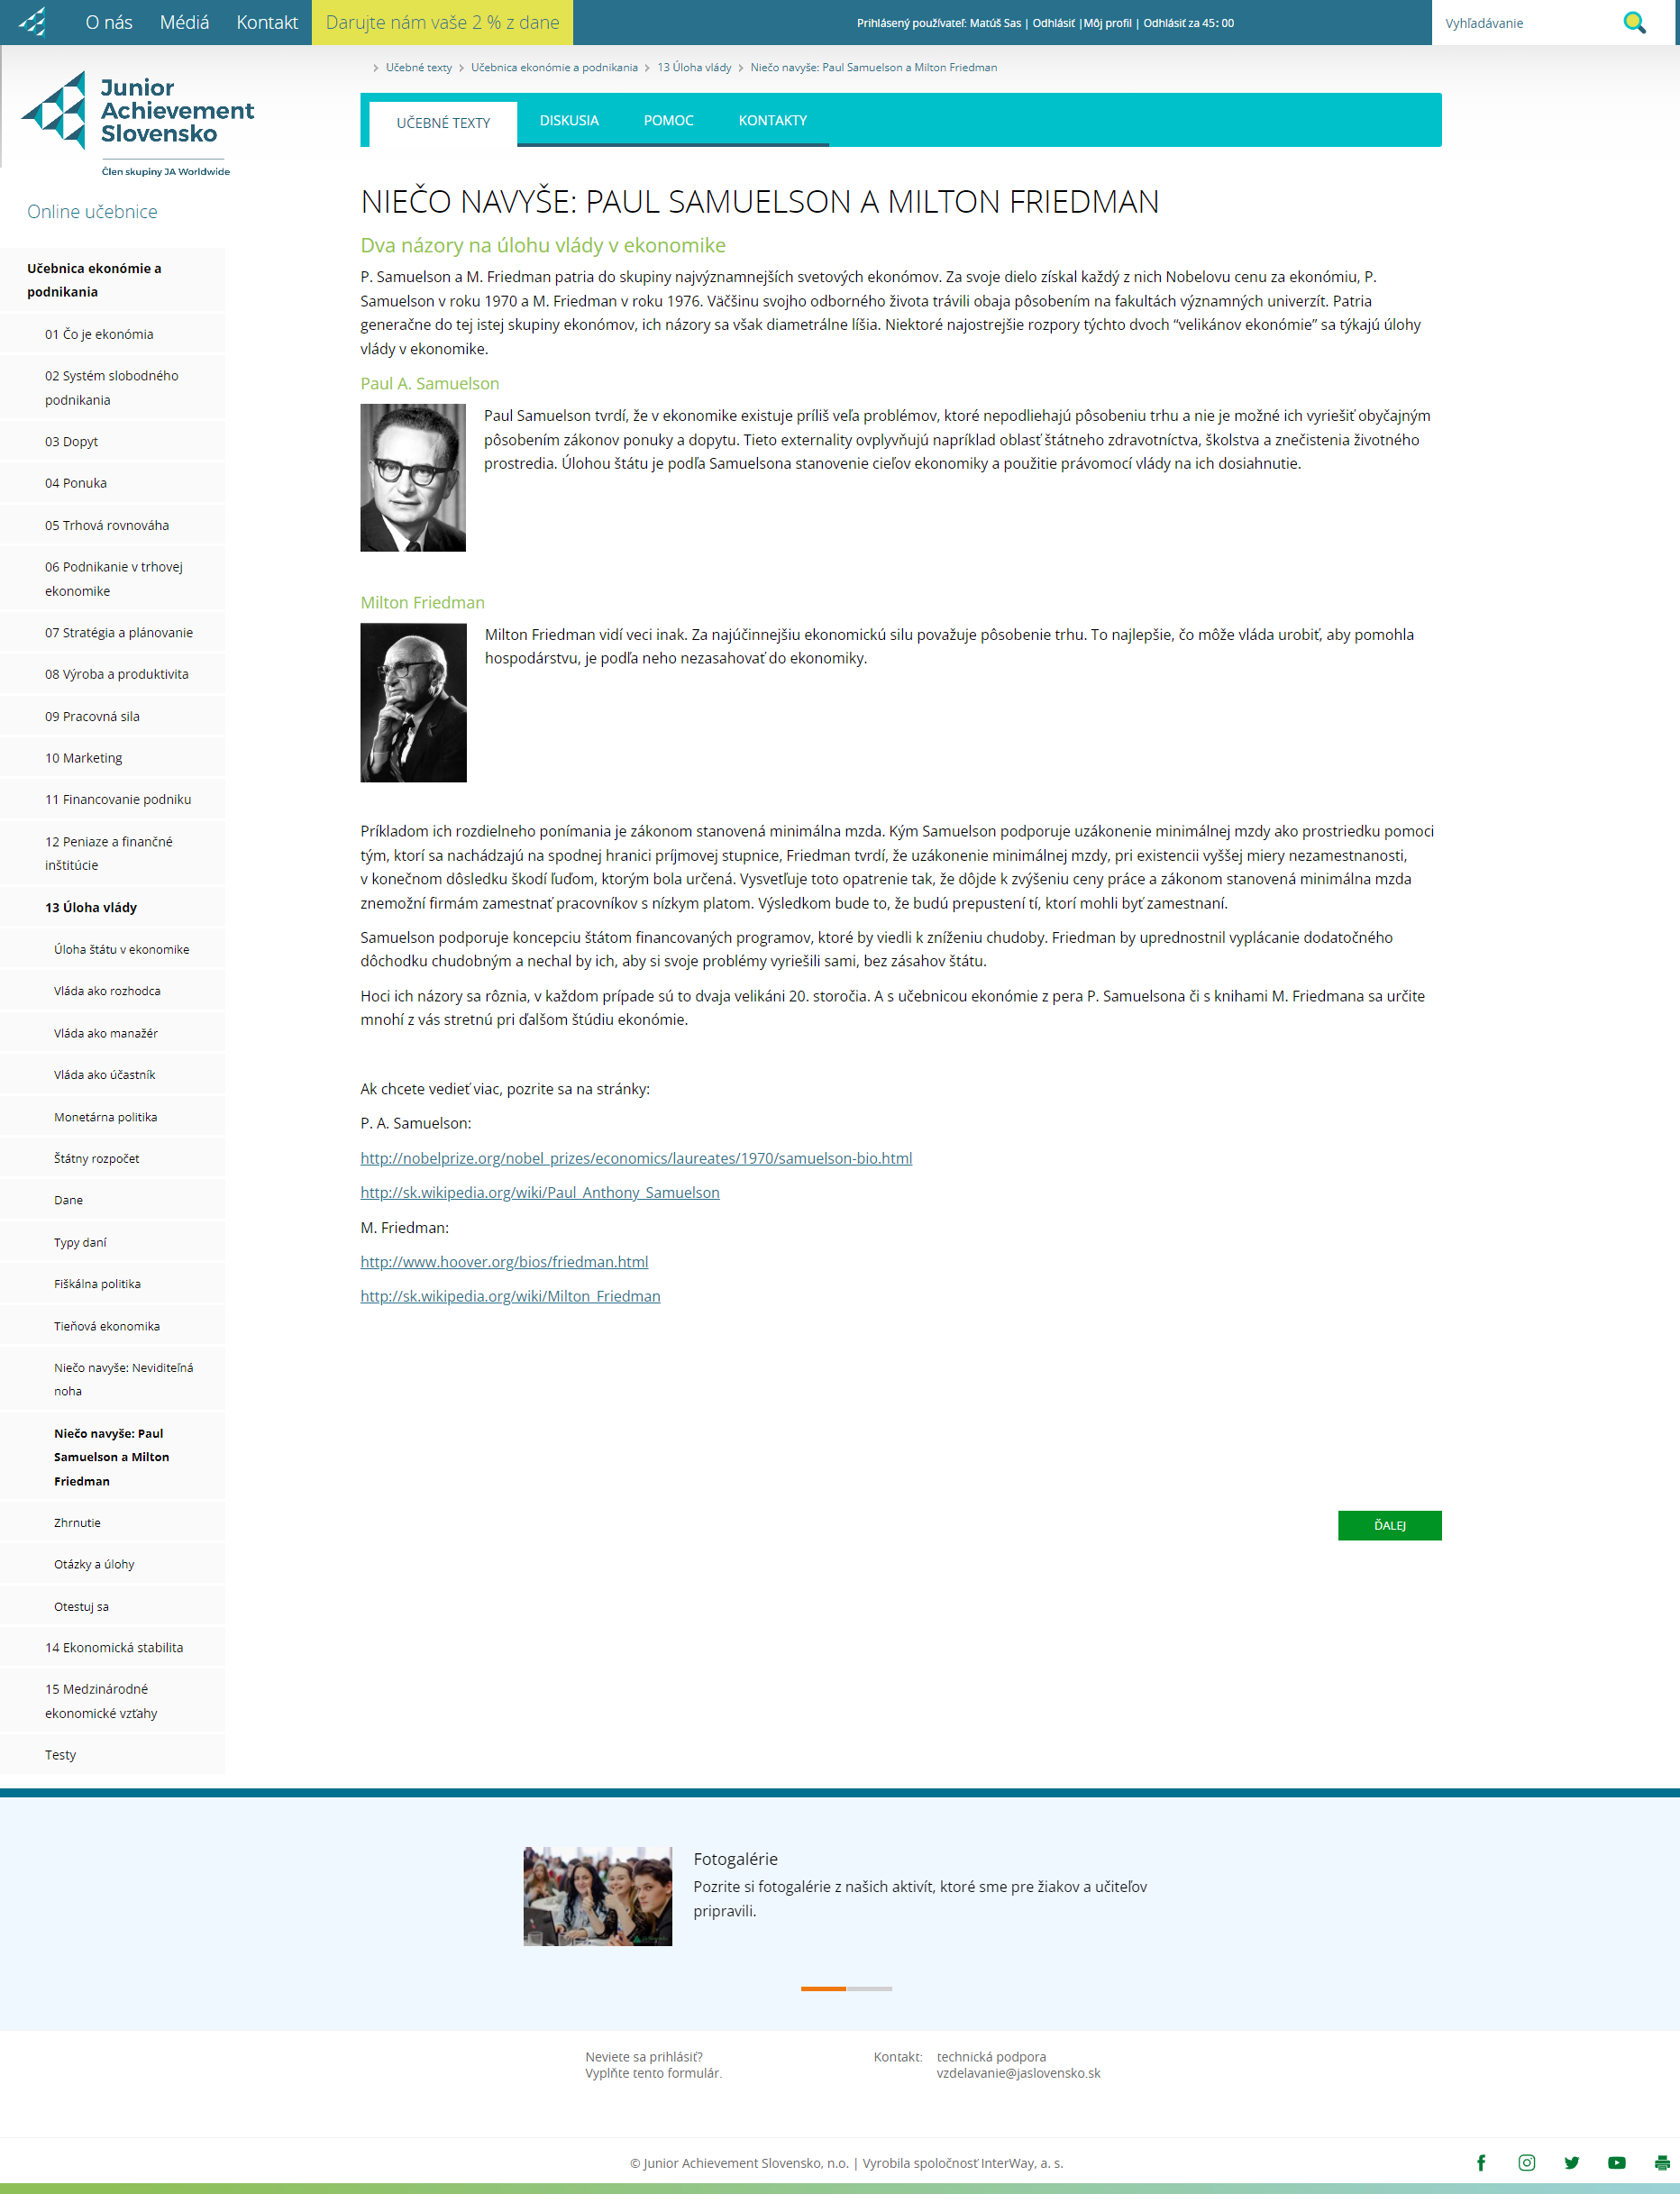 O nás
Médiá
Kontakt
Darujte nám vaše 2 % z dane
Prihlásený používateľ: Matúš Sas | Odhlásiť |Môj profil | Odhlásiť za 45: 00
Vyhľadávanie
Junior
Achievement
Slovensko
Člen skupiny JA Worldwide
Učebné texty
Učebnica ekonómie a podnikania
13 Úloha vlády
Niečo navyše: Paul Samuelson a Milton Friedman
UČEBNÉ TEXTY
DISKUSIA
POMOC
KONTAKTY
Online učebnice
Učebnica ekonómie a
podnikania
01 Čo je ekonómia
02 Systém slobodného
podnikania
03 Dopyt
04 Ponuka
05 Trhová rovnováha
06 Podnikanie v trhovej
ekonomike
07 Stratégia a plánovanie
08 Výroba a produktivita
09 Pracovná sila
10 Marketing
11 Financovanie podniku
12 Peniaze a finančné
inštitúcie
13 Úloha vlády
Úloha štátu v ekonomike
Vláda ako rozhodca
Vláda ako manažér
Vláda ako účastník
Monetárna politika
Štátny rozpočet
Dane
Typy daní
Fiškálna politika
Tieňová ekonomika
Niečo navyše: Neviditeľná
noha
Niečo navyše: Paul
Samuelson a Milton
Friedman
Zhrnutie
Otázky a úlohy
Otestuj sa
14 Ekonomická stabilita
15 Medzinárodné
ekonomické vzťahy
Testy
NIEČO NAVYŠE: PAUL SAMUELSON A MILTON FRIEDMAN
Dva názory na úlohu vlády v ekonomike
P. Samuelson a M. Friedman patria do skupiny najvýznamnejších svetových ekonómov. Za svoje dielo získal každý z nich Nobelovu cenu za ekonómiu, P.
Samuelson v roku 1970 a M. Friedman v roku 1976. Väčšinu svojho odborného života trávili obaja pôsobením na fakultách významných univerzít. Patria
generačne do tej istej skupiny ekonómov, ich názory sa však diametrálne líšia. Niektoré najostrejšie rozpory týchto dvoch “velikánov ekonómie” sa týkajú úlohy
vlády v ekonomike.
Paul A. Samuelson
Paul Samuelson tvrdí, že v ekonomike existuje príliš veľa problémov, ktoré nepodliehajú pôsobeniu trhu a nie je možné ich vyriešiť obyčajným
pôsobením zákonov ponuky a dopytu. Tieto externality ovplyvňujú napríklad oblasť štátneho zdravotníctva, školstva a znečistenia životného
prostredia. Úlohou štátu je podľa Samuelsona stanovenie cieľov ekonomiky a použitie právomocí vlády na ich dosiahnutie.
Milton Friedman
Milton Friedman vidí veci inak. Za najúčinnejšiu ekonomickú silu považuje pôsobenie trhu. To najlepšie, čo môže vláda urobiť, aby pomohla
hospodárstvu, je podľa neho nezasahovať do ekonomiky.
Príkladom ich rozdielneho ponímania je zákonom stanovená minimálna mzda. Kým Samuelson podporuje uzákonenie minimálnej mzdy ako prostriedku pomoci
tým, ktorí sa nachádzajú na spodnej hranici príjmovej stupnice, Friedman tvrdí, že uzákonenie minimálnej mzdy, pri existencii vyššej miery nezamestnanosti,
v konečnom dôsledku škodí ľuďom, ktorým bola určená. Vysvetľuje toto opatrenie tak, že dôjde k zvýšeniu ceny práce a zákonom stanovená minimálna mzda
znemožní firmám zamestnať pracovníkov s nízkym platom. Výsledkom bude to, že budú prepustení tí, ktorí mohli byť zamestnaní.
Samuelson podporuje koncepciu štátom financovaných programov, ktoré by viedli k zníženiu chudoby. Friedman by uprednostnil vyplácanie dodatočného
dôchodku chudobným a nechal by ich, aby si svoje problémy vyriešili sami, bez zásahov štátu.
Hoci ich názory sa rôznia, v každom prípade sú to dvaja velikáni 20. storočia. A s učebnicou ekonómie z pera P. Samuelsona či s knihami M. Friedmana sa určite
mnohí z vás stretnú pri ďalšom štúdiu ekonómie.
Ak chcete vedieť viac, pozrite sa na stránky:
P. A. Samuelson:
http://nobelprize.org/nobel_prizes/economics/laureates/1970/samuelson-bio.html
http://sk.wikipedia.org/wiki/Paul_Anthony_Samuelson
M. Friedman:
http://www.hoover.org/bios/friedman.html
http://sk.wikipedia.org/wiki/Milton_Friedman
ĎALEJ
Fotogalérie
Pozrite si fotogalérie z našich aktivít, ktoré sme pre žiakov a učiteľov
pripravili.
Neviete sa prihlásiť?
Vyplňte tento formulár.
Kontakt: technická podpora
vzdelavanie@jaslovensko.sk
© Junior Achievement Slovensko, n.o. | Vyrobila spoločnosť InterWay, a. s.